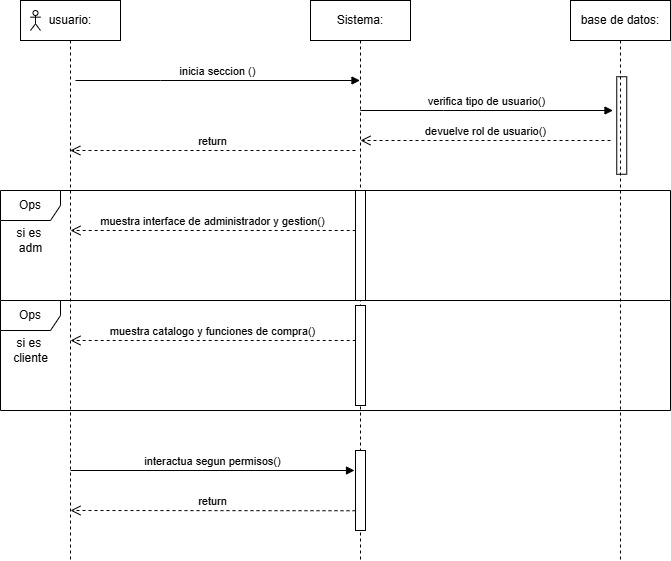 usuario:
Sistema:
base de datos:
inicia seccion ()
verifica tipo de usuario()
devuelve rol de usuario()
return
Ops
muestra interface de administrador y gestion()
si es
adm
Ops
muestra catalogo y funciones de compra()
si es
cliente
interactua segun permisos()
return